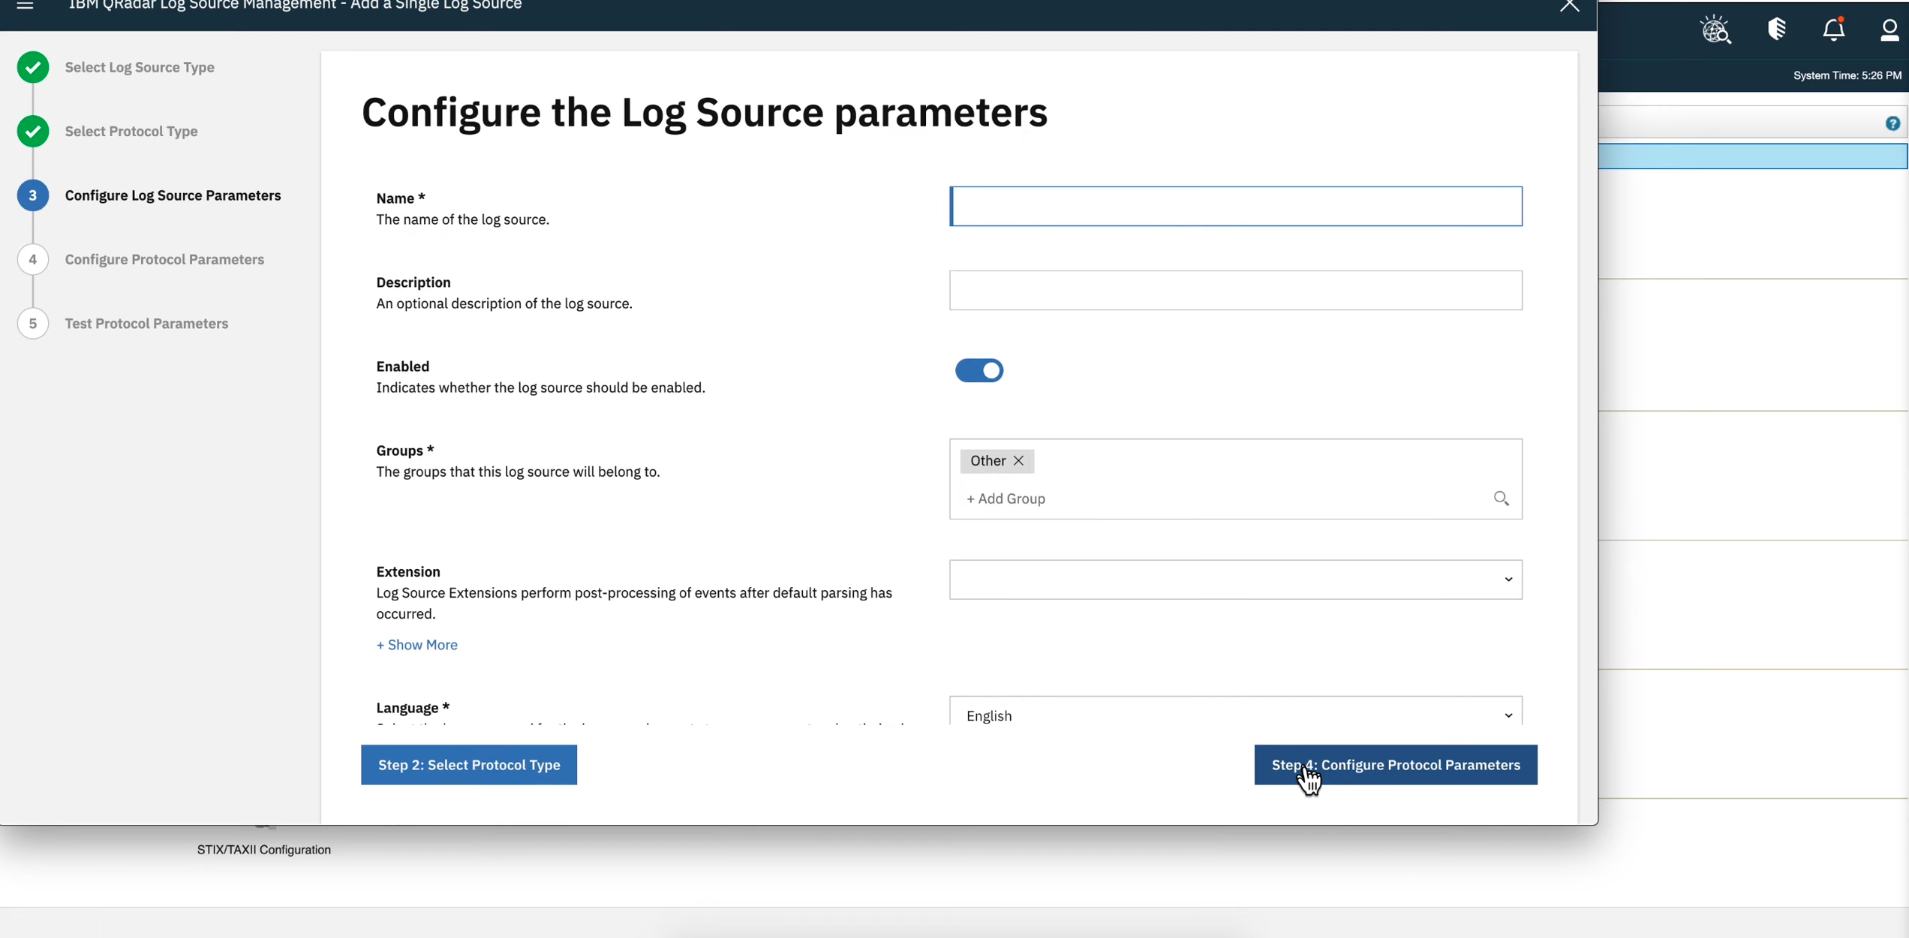 IBM QRadar Log Source Management - Add a Single Log Source
System Time: 5:26 PM
?
Select Log Source Type
Select Protocol Type
3 Configure Log Source Parameters
4 Configure Protocol Parameters
5 Test Protocol Parameters
Configure the Log Source parameters
Name *
The name of the log source.
Description
An optional description of the log source.
Enabled
Indicates whether the log source should be enabled.
Groups *
The groups that this log source will belong to.
Other
+ Add Group
Extension
Log Source Extensions perform post-processing of events after default parsing has
occurred.
+ Show More
Language *
English
Step 2: Select Protocol Type
Step 4: Configure Protocol Parameters
STIX/TAXII Configuration